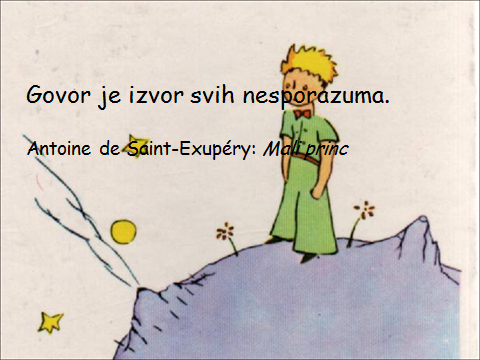 Govor je izvor svih nesporazuma.
Antoine de Saint-Exupéry: Mali princ